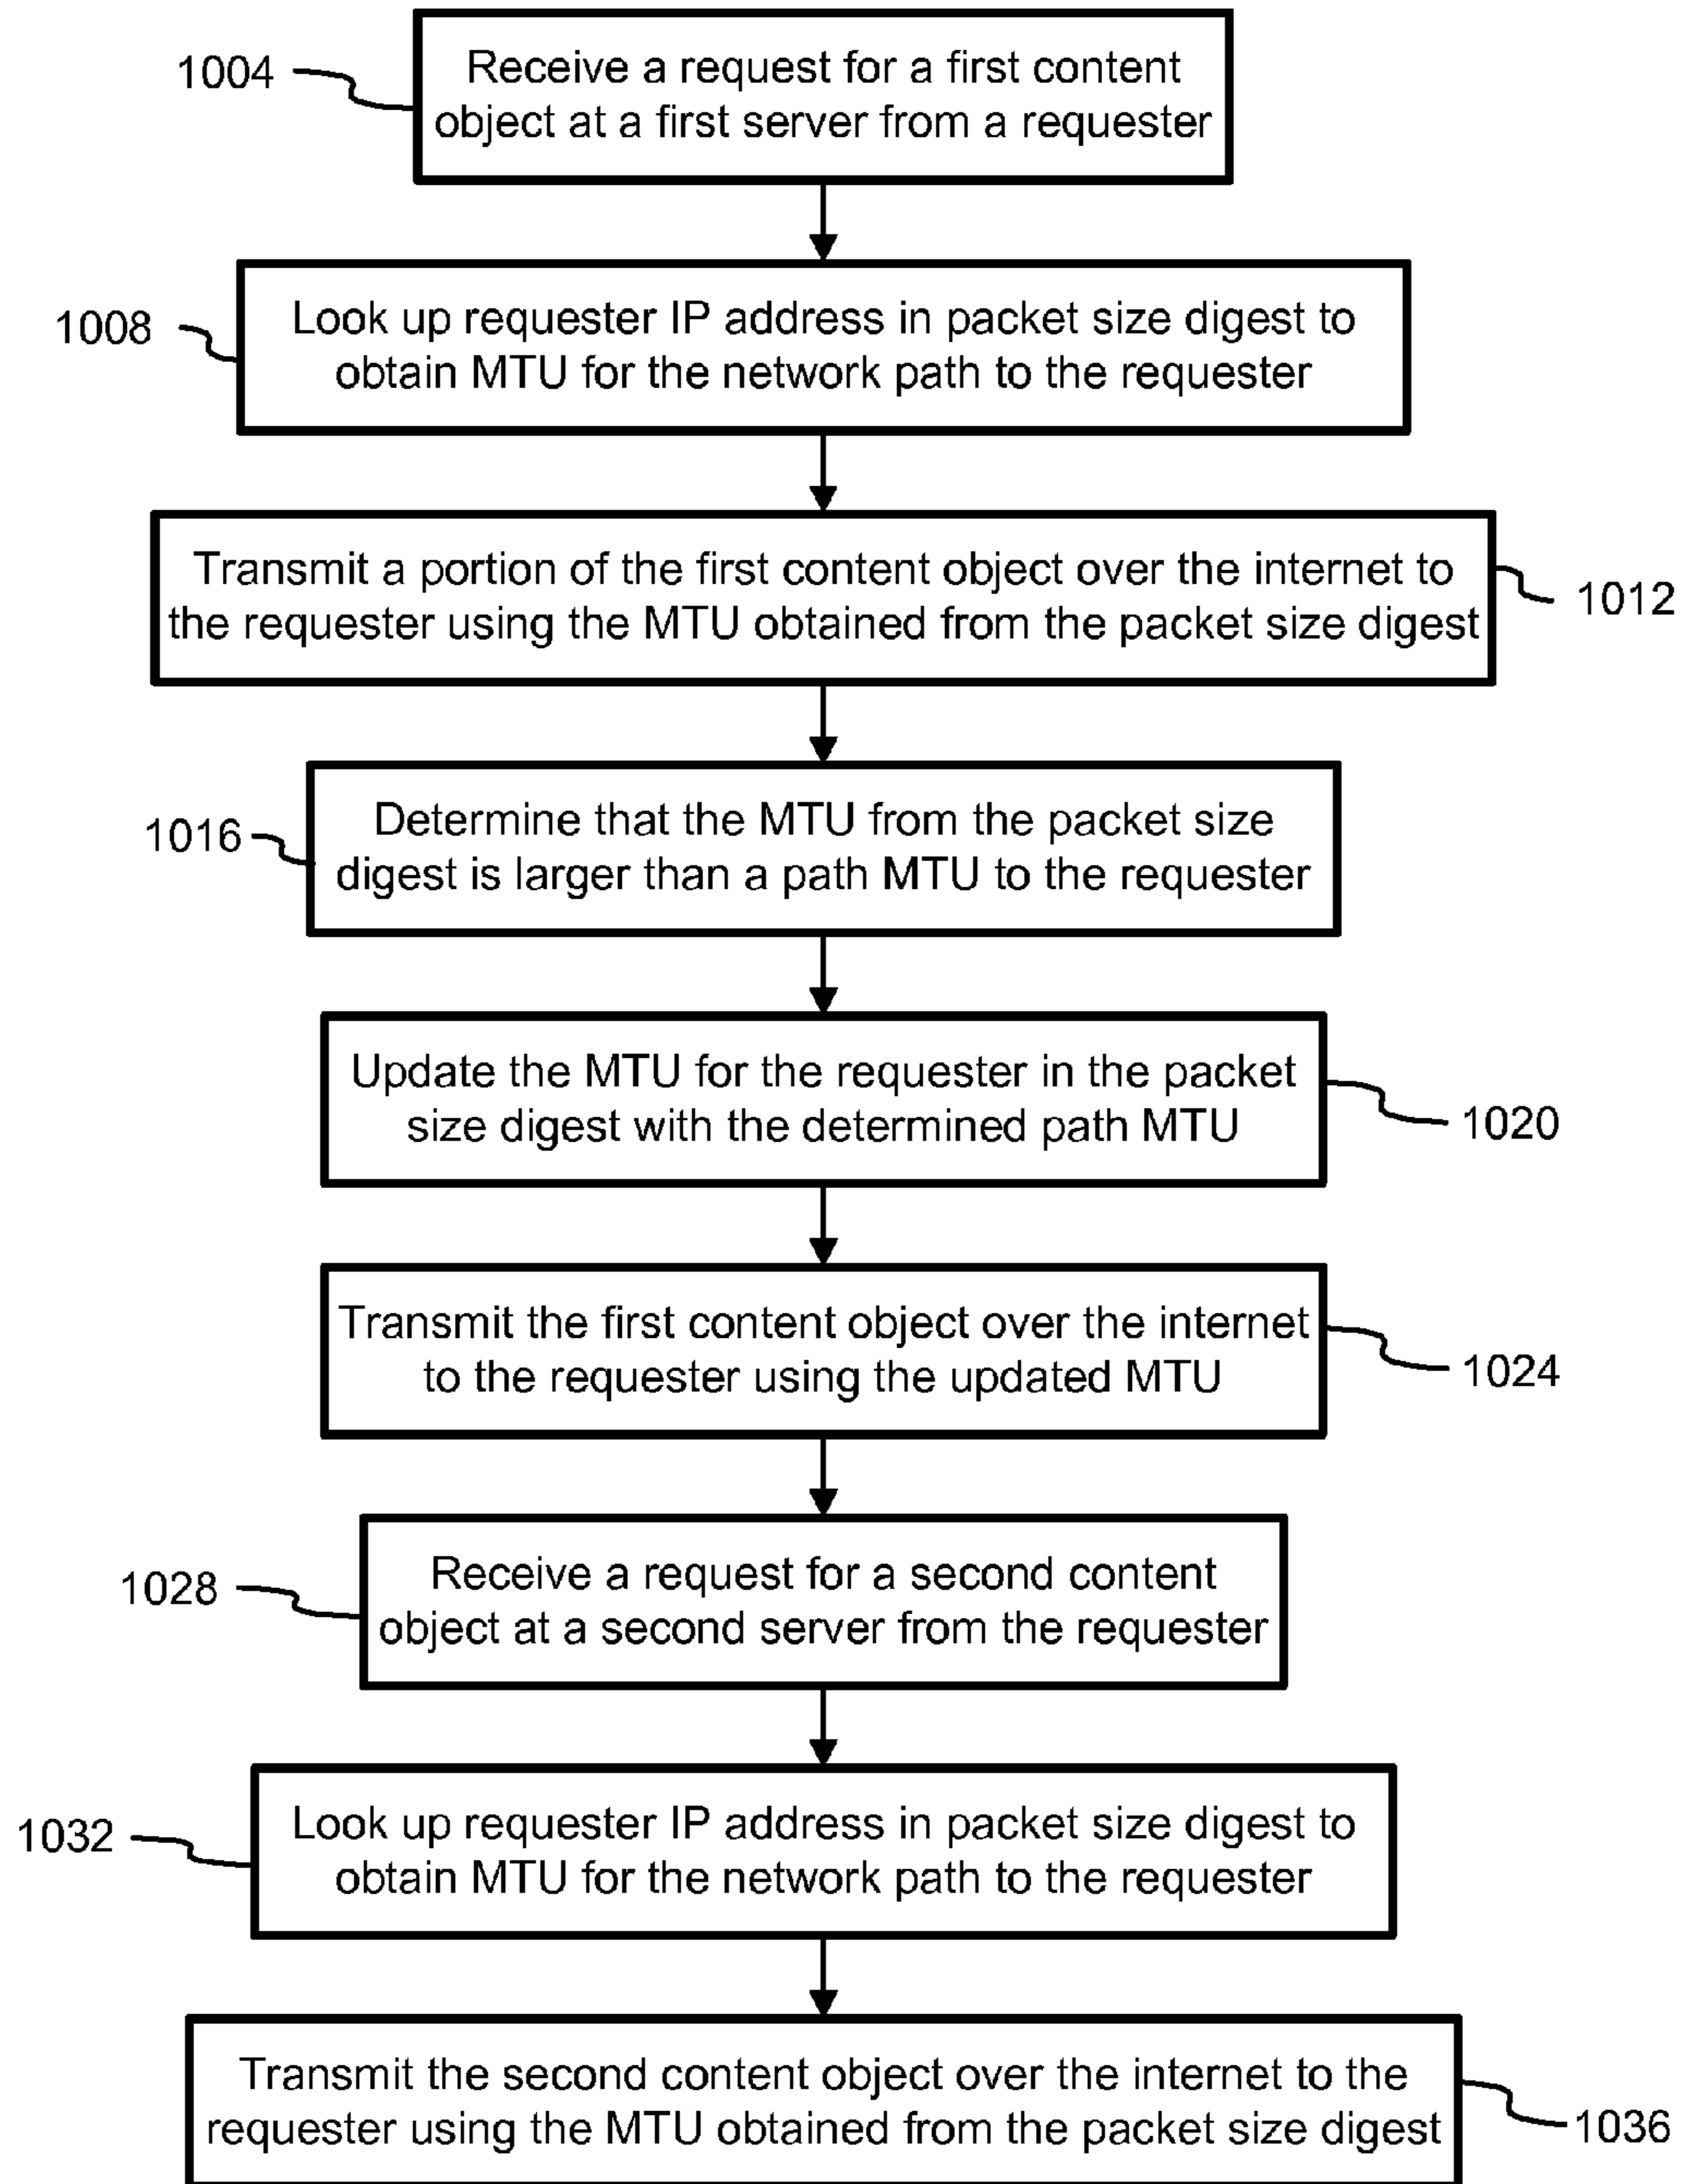 1004
Receive a request for a first content
object at a first server from a requester
1008
Look up requester IP address in packet size digest to
obtain MTU for the network path to the requester
Transmit a portion of the first content object over the internet to
the requester using the MTU obtained from the packet size digest
1012
1016
Determine that the MTU from the packet size
digest is larger than a path MTU to the requester
Update the MTU for the requester in the packet
size digest with the determined path MTU
1020
Transmit the first content object over the internet
to the requester using the updated MTU
1024
1028
Receive a request for a second content
object at a second server from the requester
1032
Look up requester IP address in packet size digest to
obtain MTU for the network path to the requester
Transmit the second content object over the internet to the
requester using the MTU obtained from the packet size digest
1036